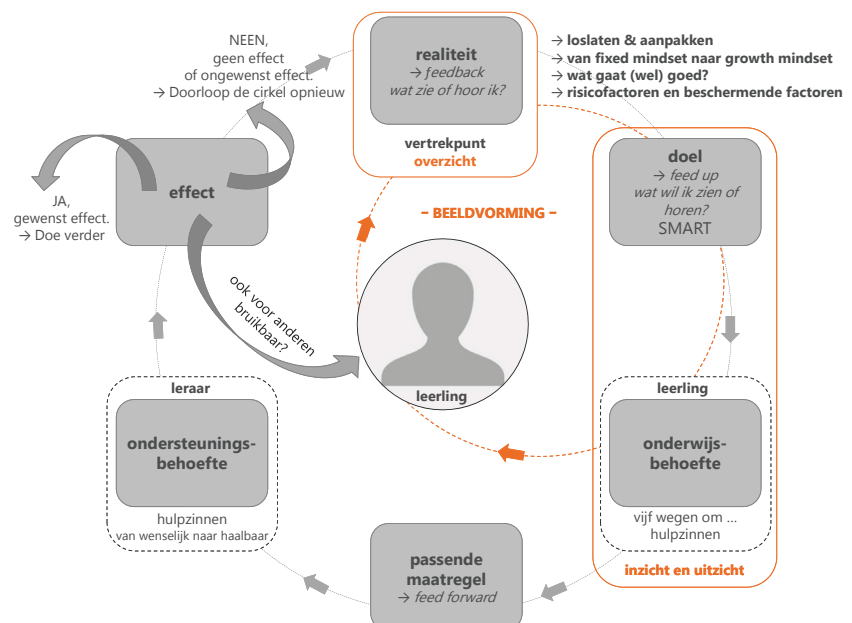 NEEN,
geen effect
of ongewenst effect.
→ Doorloop de cirkel opnieuw
realiteit
→ feedback
wat zie of hoor ik?
vertrekpunt
overzicht
→ loslaten & aanpakken
→ van fixed mindset naar growth mindset
→ wat gaat (wel) goed?
→ risicofactoren en beschermende factoren
doel
→ feed up
wat wil ik zien of
horen?
SMART
effect
JA,
gewenst effect.
→ Doe verder
– BEELDVORMING –
ook voor anderen
bruikbaar?
leerling
leraar
ondersteunings-
behoefte
hulpzinnen
van wenselijk naar haalbaar
leerling
onderwijs-
behoefte
vijf wegen om ...
hulpzinnen
inzicht en uitzicht
passende
maatregel
→ feed forward